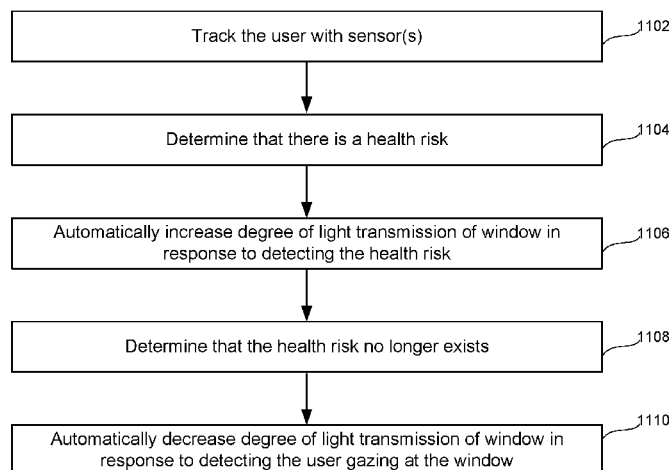 Track the user with sensor(s)
1102
Determine that there is a health risk
1104
Automatically increase degree of light transmission of window in
response to detecting the health risk
1106
Determine that the health risk no longer exists
1108
Automatically decrease degree of light transmission of window in
response to detecting the user gazing at the window
1110